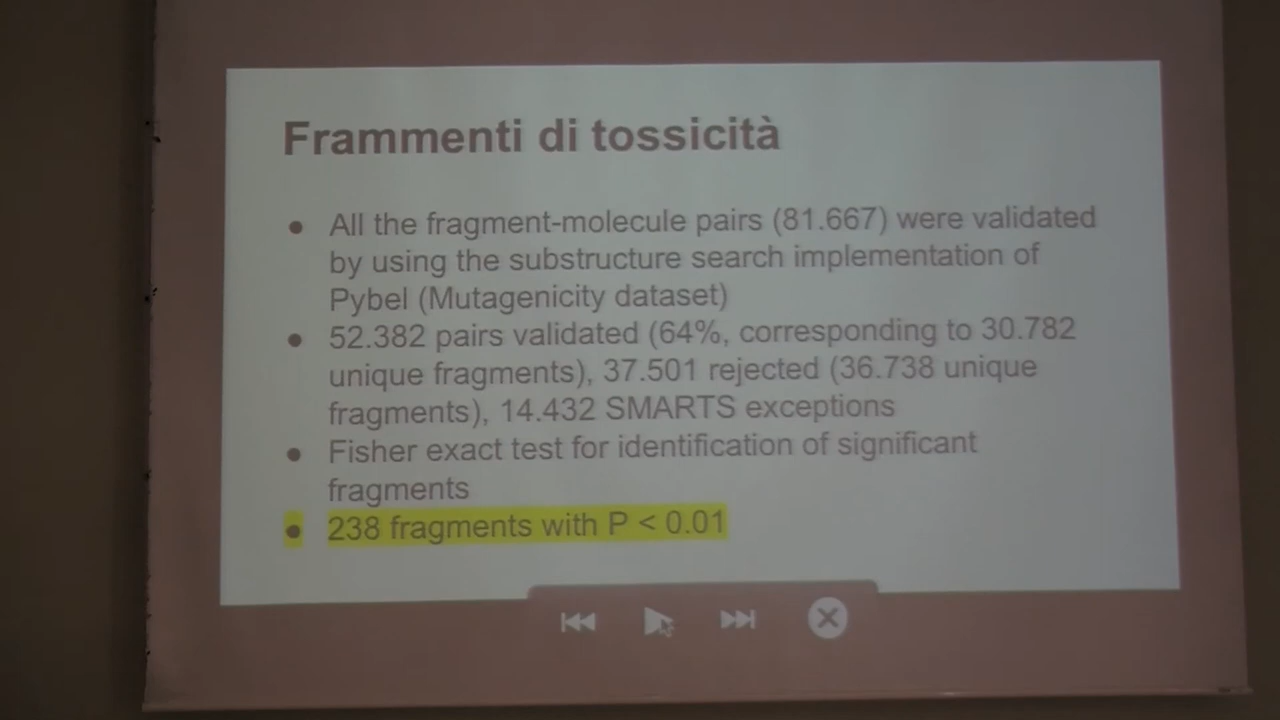 Frammenti di tossicità
● All the fragment-molecule pairs (81.667) were validated
by using the substructure search implementation of
Pybel (Mutagenicity dataset)
● 52.382 pairs validated (64%, corresponding to 30.782
unique fragments), 37.501 rejected (36.738 unique
fragments), 14.432 SMARTS exceptions
● Fisher exact test for identification of significant
fragments
● 238 fragments with P < 0.01